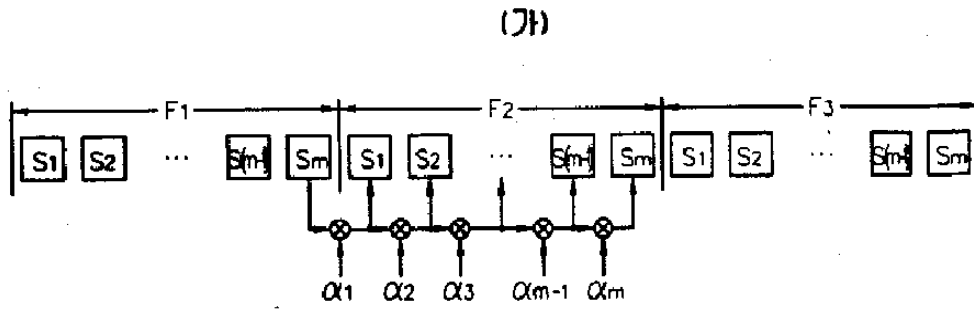 (가)
F1 F2 F3
S1 S2 ... S(m-1) Sm S1 S2 ... S(m-1) Sm S1 S2 ... S(m-1) Sm
α1 α2 α3 αm-1 αm